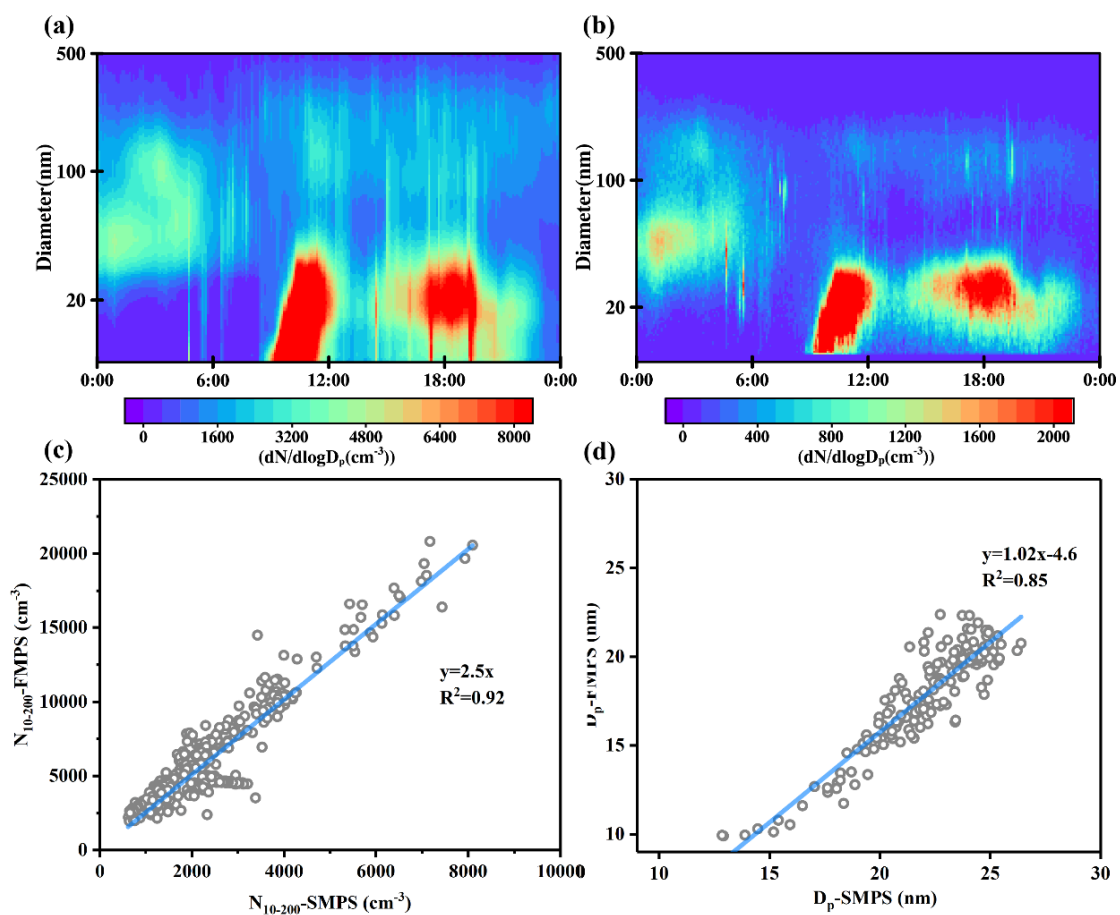 (a)
(b)
500
100
20
Diameter(nm)
0:00 6:00 12:00 18:00 0:00
0 1600 3200 4800 6400 8000
(dN/dlogDp(cm-3))
500
100
20
Diameter(nm)
0:00 6:00 12:00 18:00 0:00
0 400 800 1200 1600 2000
(dN/dlogDp(cm-3))
(c)
25000
20000
15000
10000
5000
0
N10-200-FMPS (cm-3)
y=2.5x
R2=0.92
0 2000 4000 6000 8000 10000
N10-200-SMPS (cm-3)
(d)
30
25
20
15
10
Dp-FMPS (nm)
y=1.02x-4.6
R2=0.85
10 15 20 25 30
Dp-SMPS (nm)